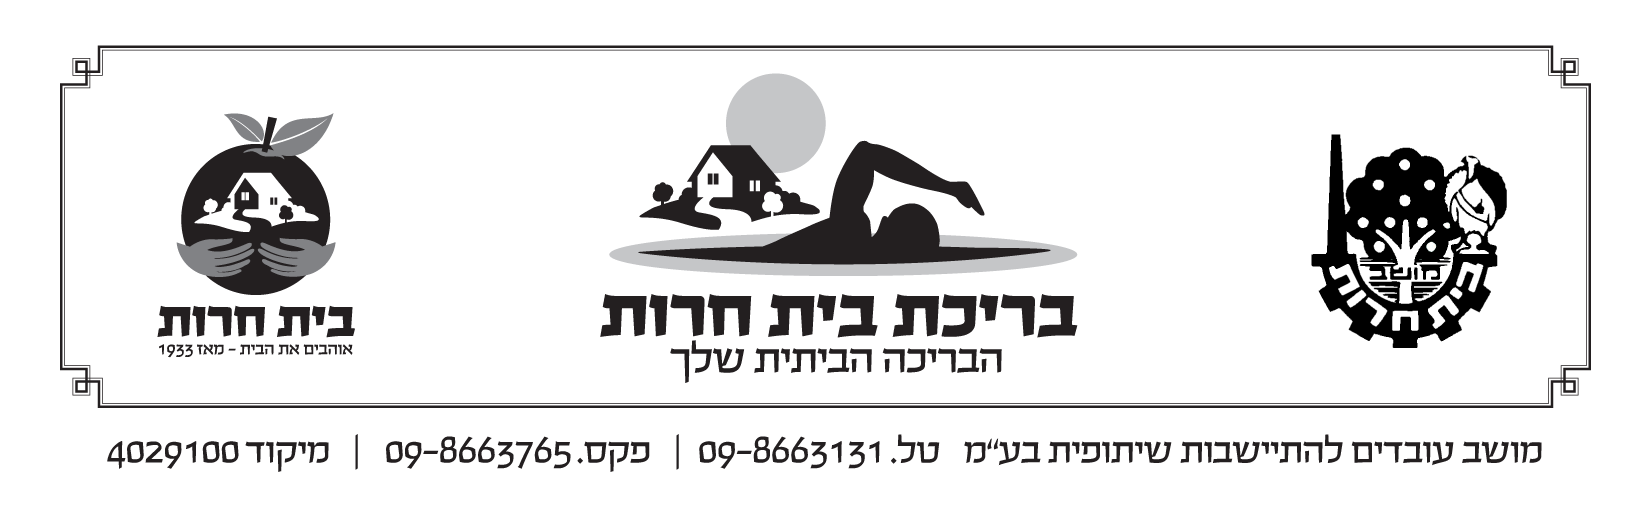 מושב
בית חרות
בריכת בית חרות
הבריכה הביתית שלך
בית חרות
אוהבים את הבית - מאז 1933
מושב עובדים להתיישבות שיתופית בע"מ טל. 09-8663131 | פקס. 09-8663765 | מיקוד 4029100